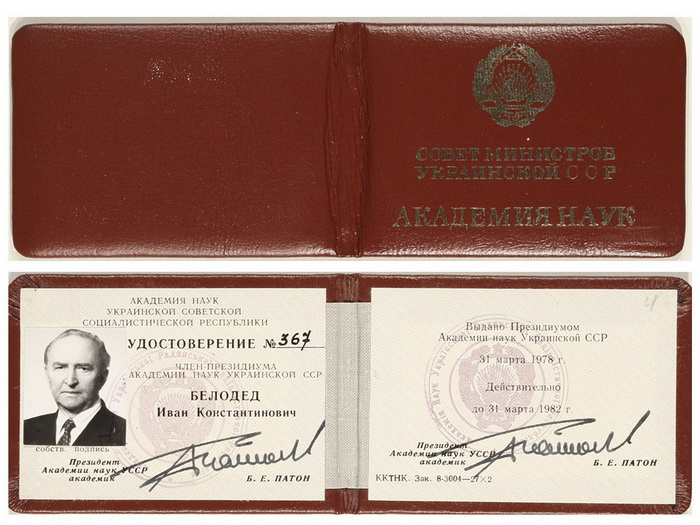 СОВЕТ МИНИСТРОВ
УКРАИНСКОЙ С С Р
АКАДЕМИЯ НАУК
АКАДЕМИЯ НАУК
УКРАИНСКОЙ СОВЕТСКОЙ
СОЦИАЛИСТИЧЕСКОЙ РЕСПУБЛИКИ
УДОСТОВЕРЕНИЕ № 367
ЧЛЕН ПРЕЗИДИУМА
АКАДЕМИИ НАУК УКРАИНСКОЙ ССР
БЕЛОДЕД
Иван Константинович
собств. подпись
Президент
Академии наук УССР
академик
Б. Е. ПАТОН
Выдано Президиумом
Академии наук Украинской ССР
31 марта 1978 г.
Действительно
до 31 марта 1982 г.
Президент
Академии наук УССР
академик
Б. Е. ПАТОН
ККТНК. Зак. 8-3004—27×2